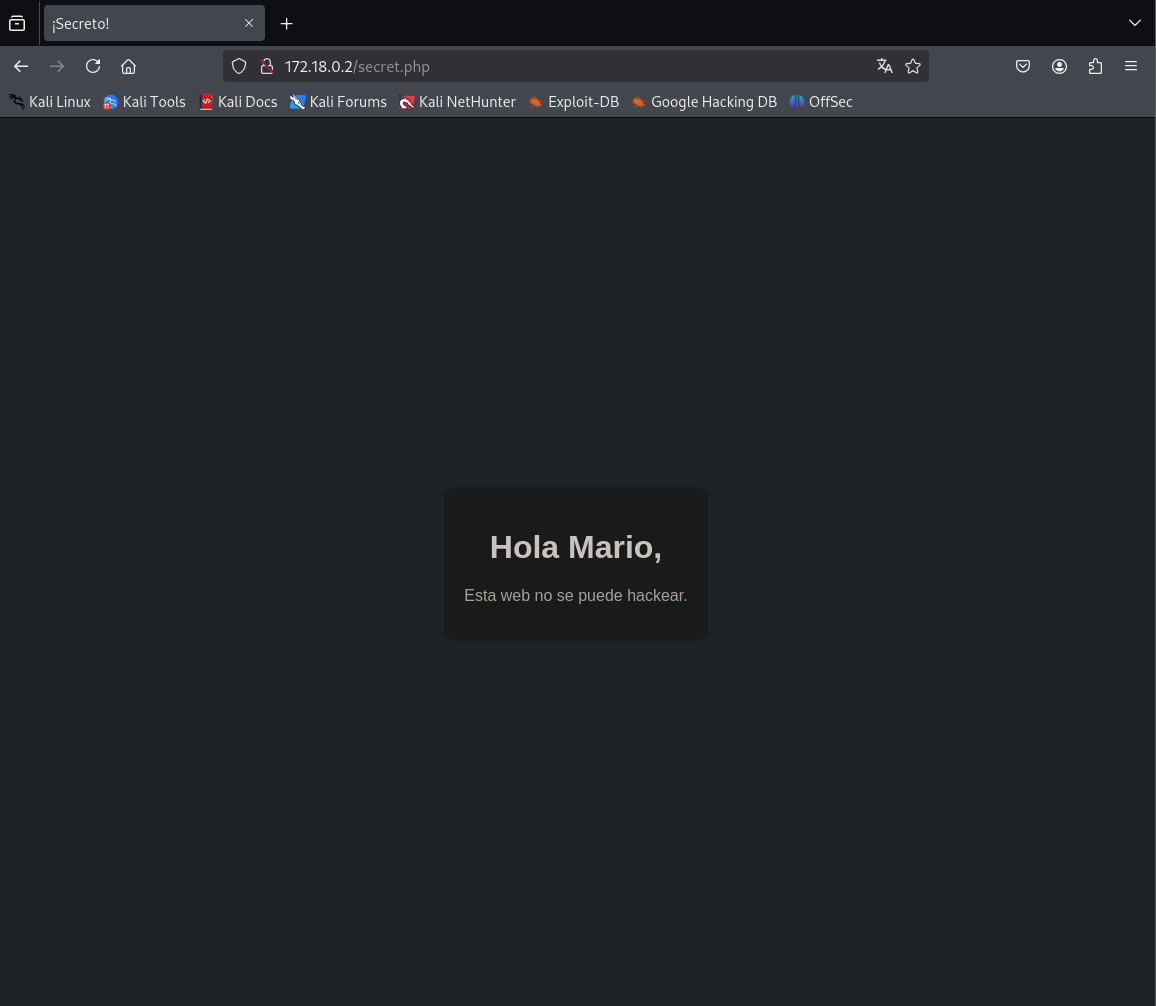 ¡Secreto!
172.18.0.2/secret.php
Kali Linux Kali Tools Kali Docs Kali Forums Kali NetHunter Exploit-DB Google Hacking DB OffSec
Hola Mario,
Esta web no se puede hackear.